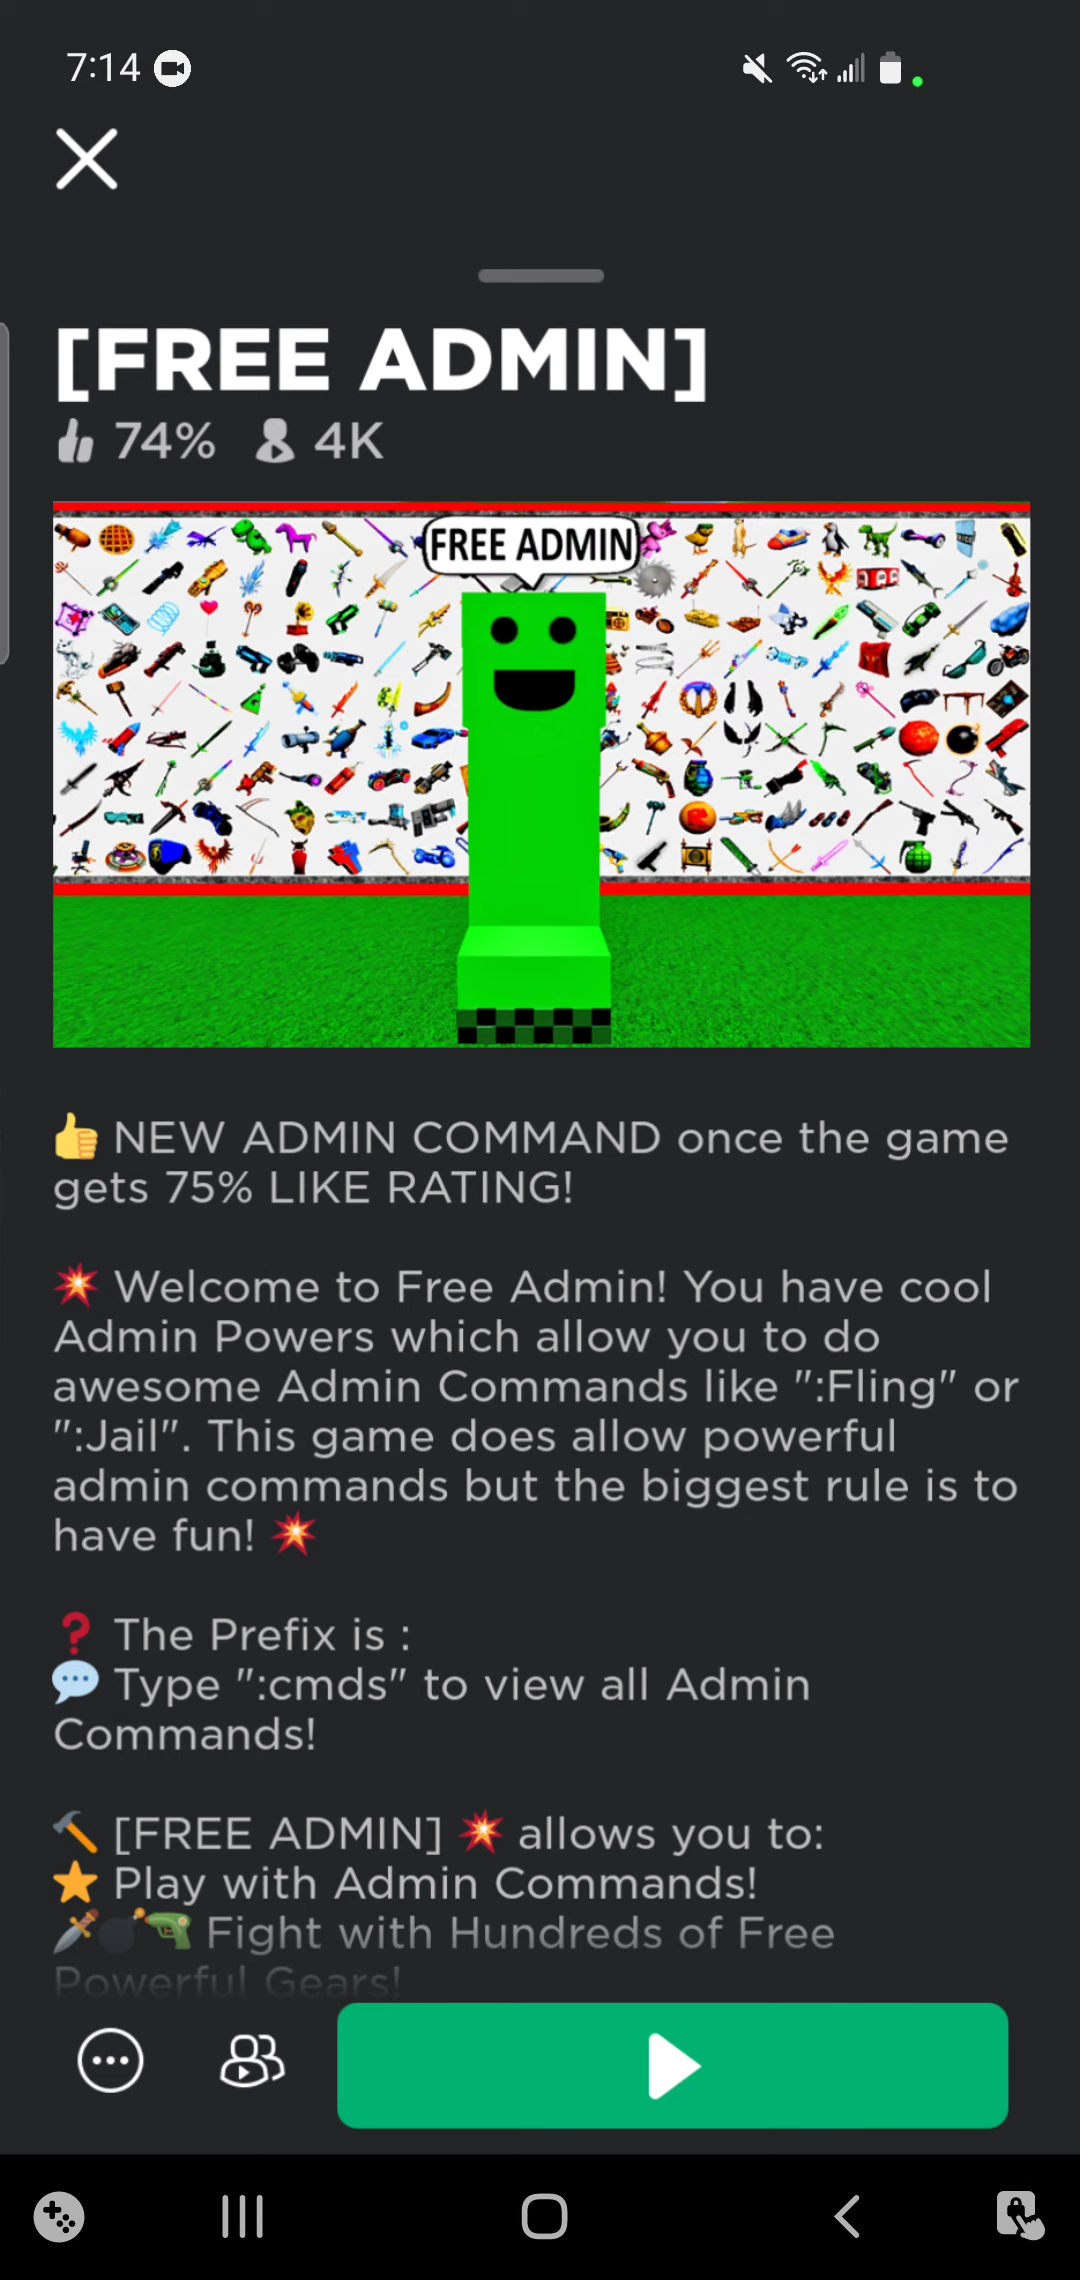 7:14
[FREE ADMIN]
74% 4K
FREE ADMIN
👍 NEW ADMIN COMMAND once the game
gets 75% LIKE RATING!
💥 Welcome to Free Admin! You have cool
Admin Powers which allow you to do
awesome Admin Commands like ":Fling" or
":Jail". This game does allow powerful
admin commands but the biggest rule is to
have fun! 💥
❓ The Prefix is :
💬 Type ":cmds" to view all Admin
Commands!
🔨 [FREE ADMIN] 💥 allows you to:
⭐ Play with Admin Commands!
🗡💣🔫 Fight with Hundreds of Free
Powerful Gears!